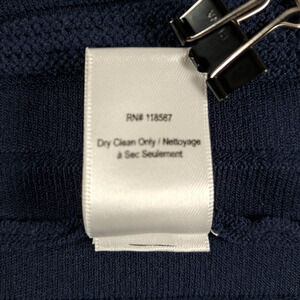 RN# 118587
Dry Clean Only / Nettoyage
à Sec Seulement